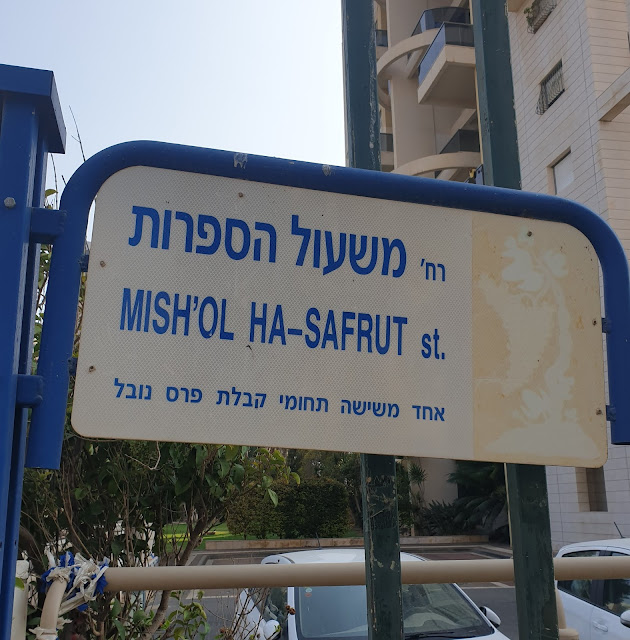 רח' משעול הספרות
MISH'OL HA-SAFRUT st.
אחד משישה תחומי קבלת פרס נובל